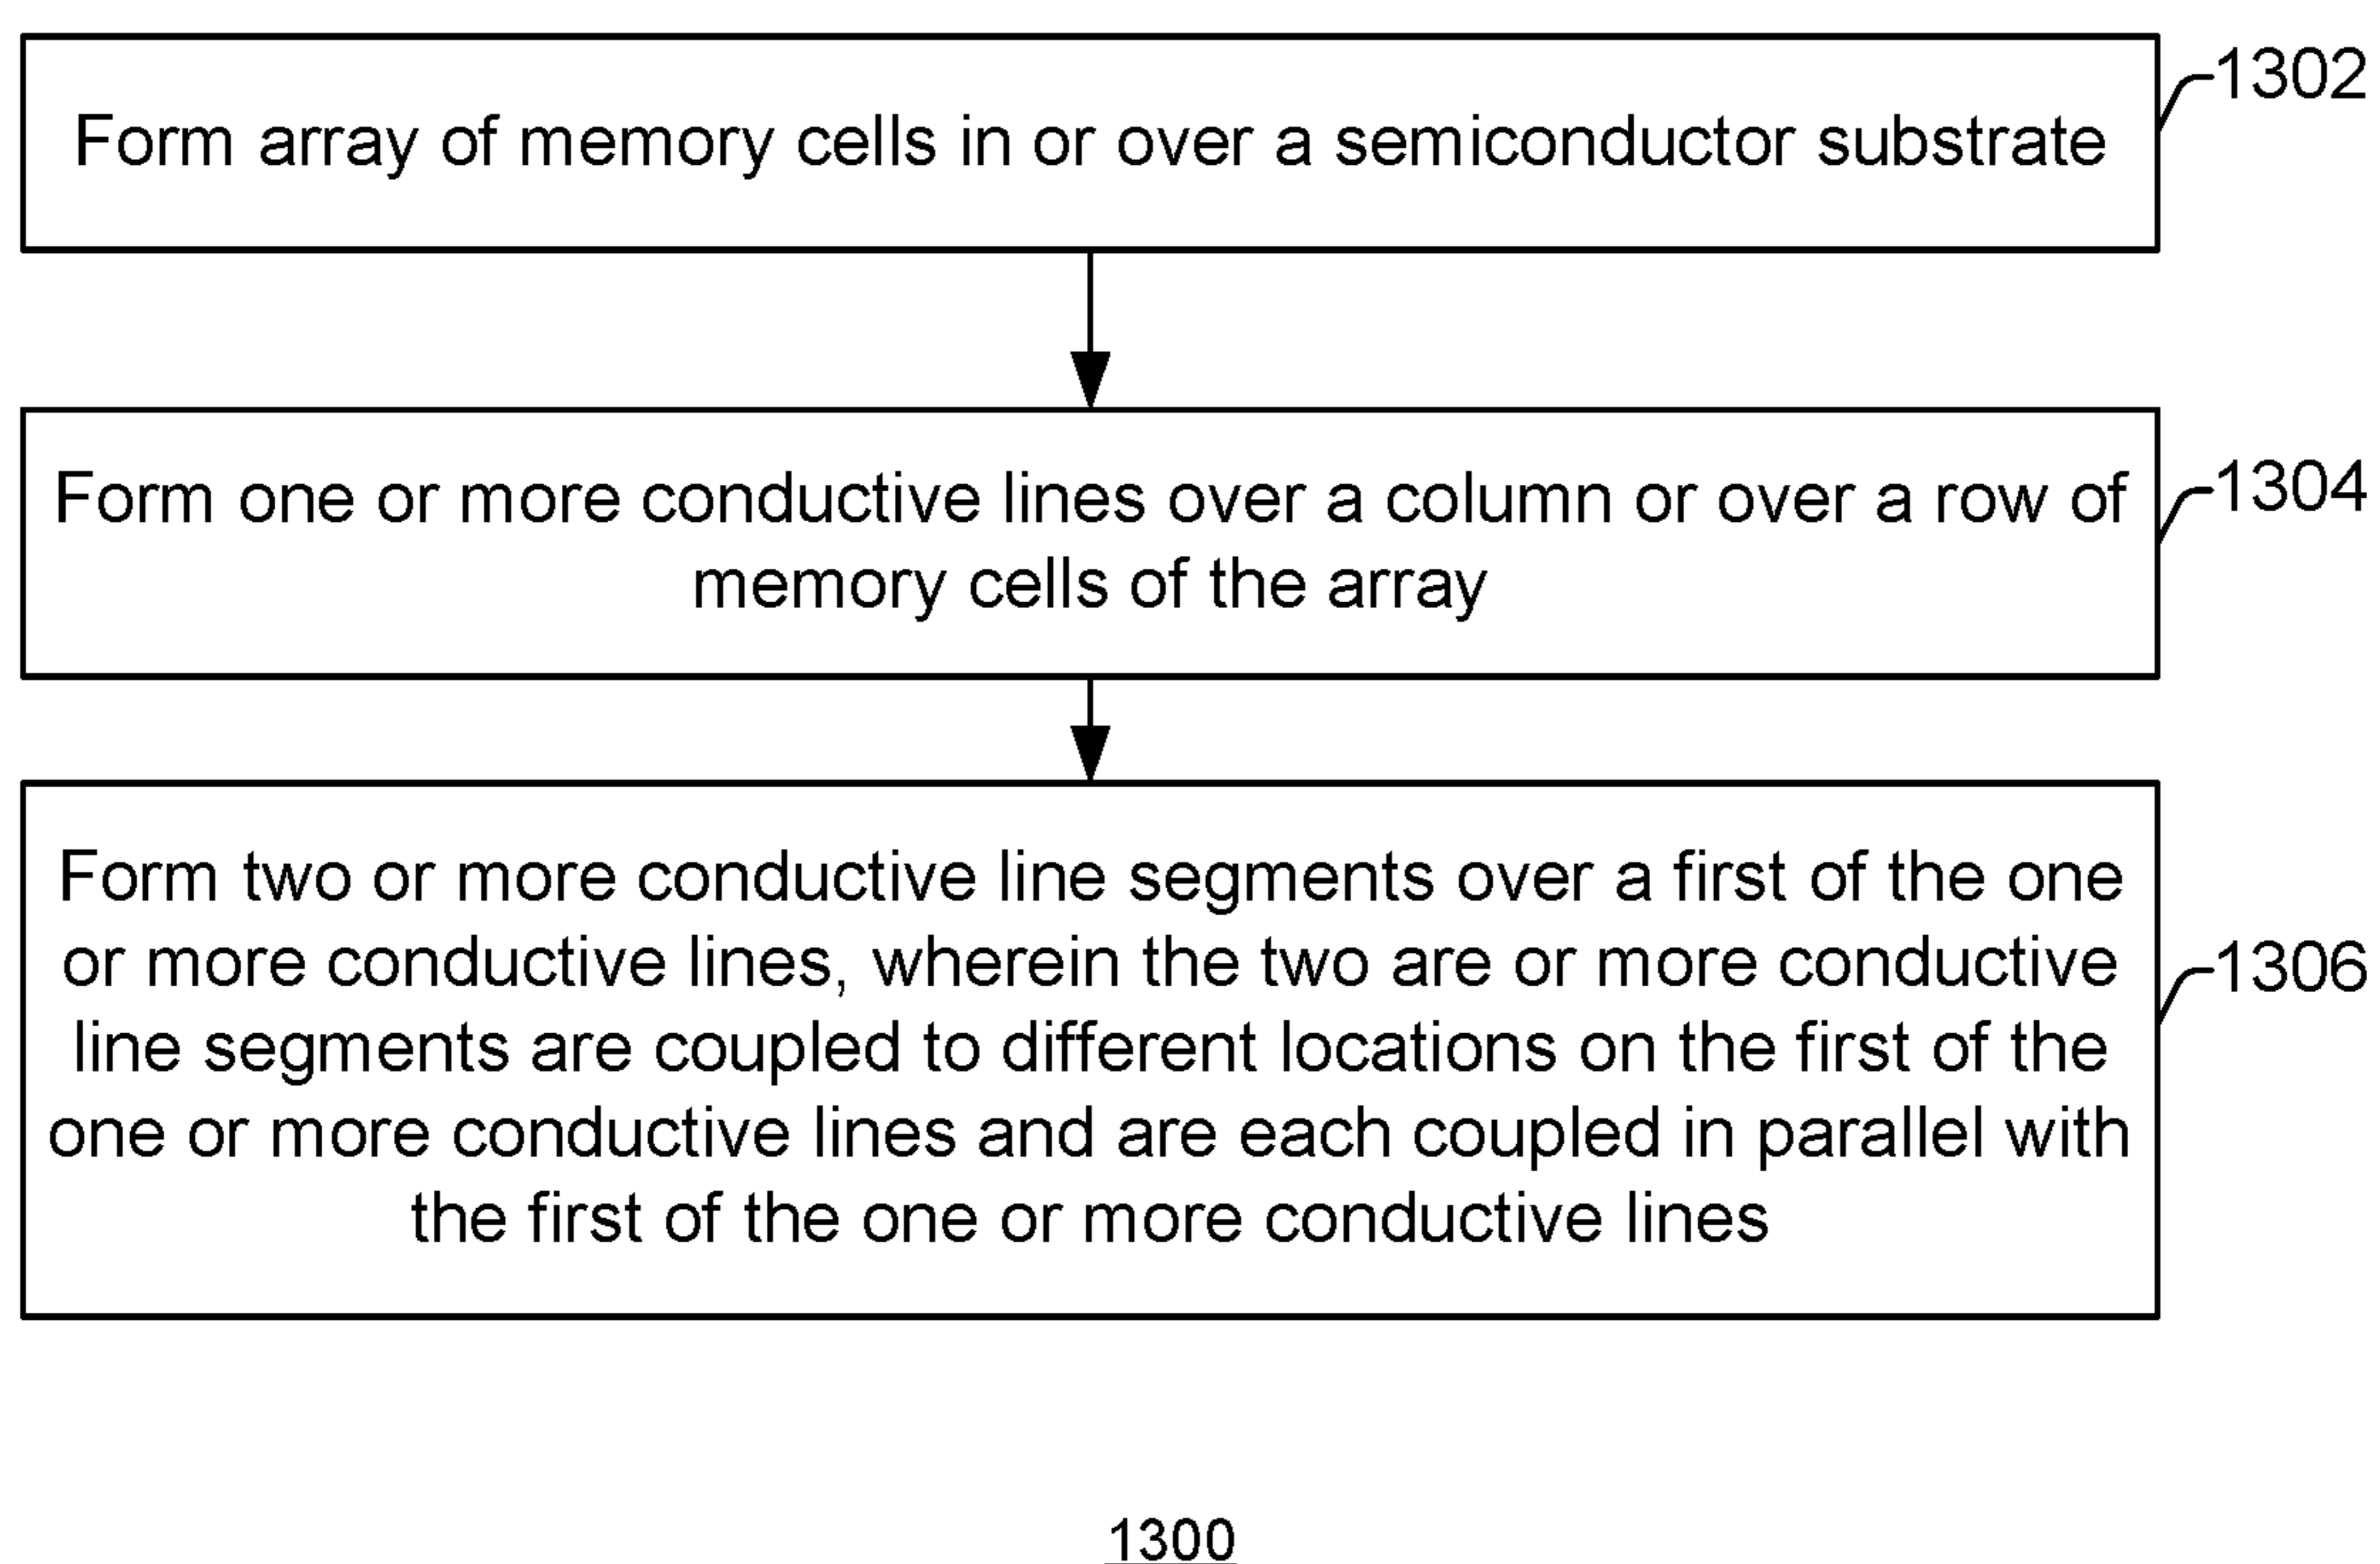 Form array of memory cells in or over a semiconductor substrate
1302
Form one or more conductive lines over a column or over a row of
memory cells of the array
1304
Form two or more conductive line segments over a first of the one
or more conductive lines, wherein the two are or more conductive
line segments are coupled to different locations on the first of the
one or more conductive lines and are each coupled in parallel with
the first of the one or more conductive lines
1306
1300